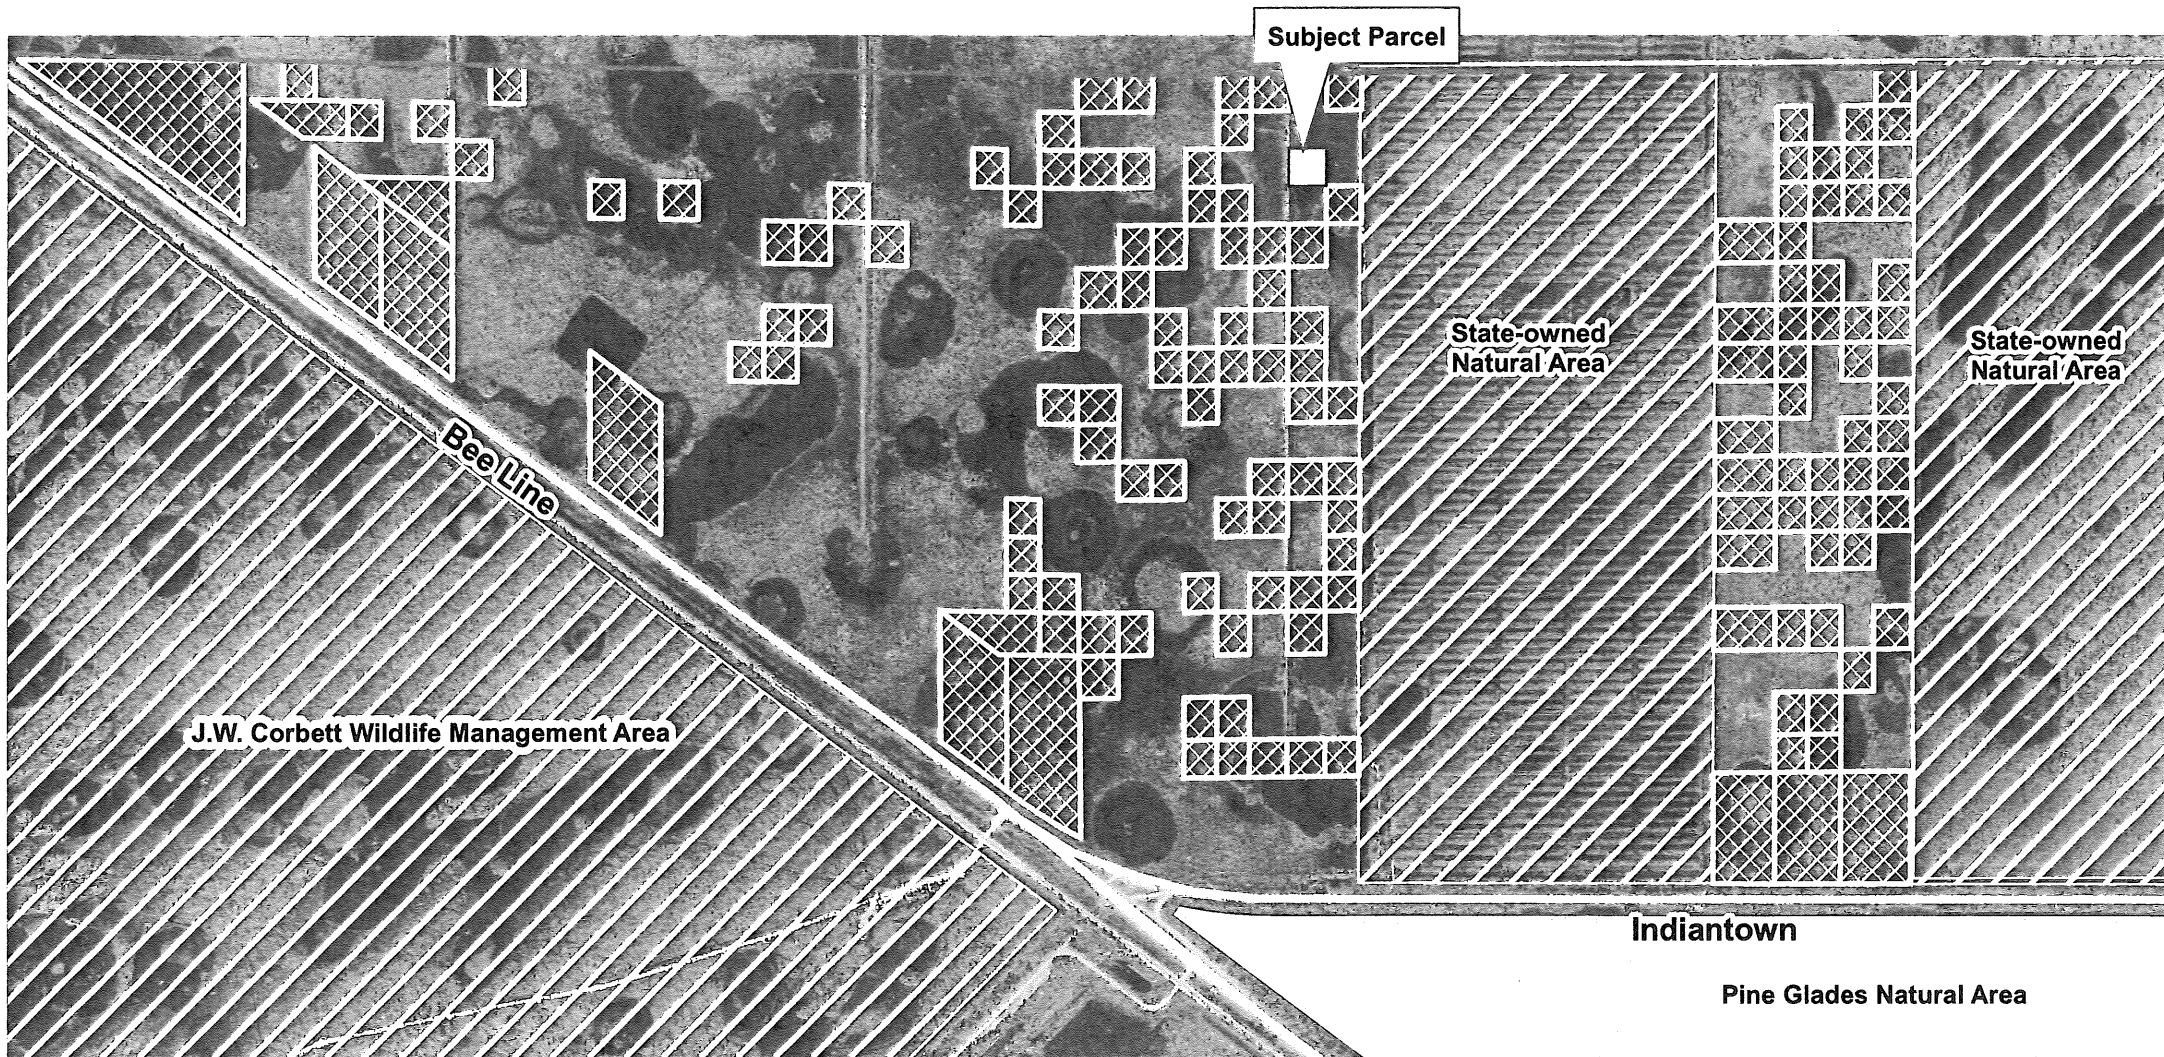 Subject Parcel
State-owned
Natural Area
State-owned
Natural Area
Bee Line
J.W. Corbett Wildlife Management Area
Indiantown
Pine Glades Natural Area